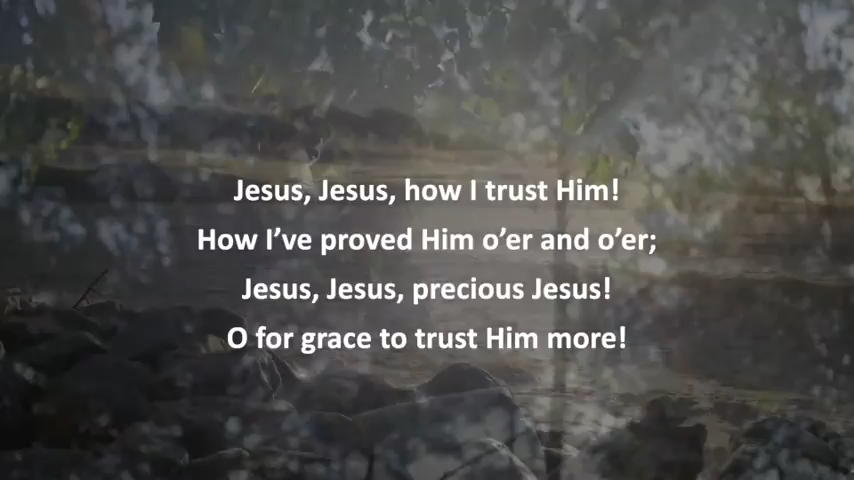 Jesus, Jesus, how I trust Him!
How I’ve proved Him o’er and o’er;
Jesus, Jesus, precious Jesus!
O for grace to trust Him more!